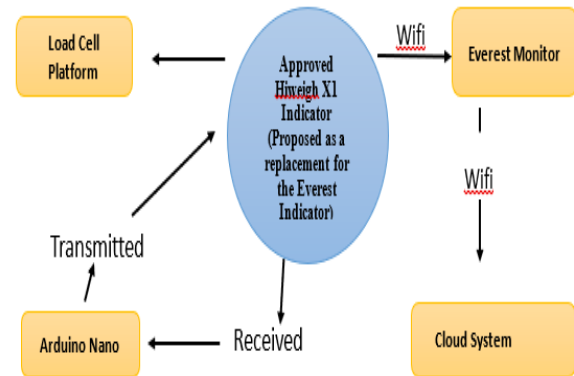 Load Cell
Platform
Approved
Hiweigh X1
Indicator
(Proposed as a
replacement for
the Everest
Indicator)
Wifi
Everest Monitor
Wifi
Transmitted
Arduino Nano
Received
Cloud System